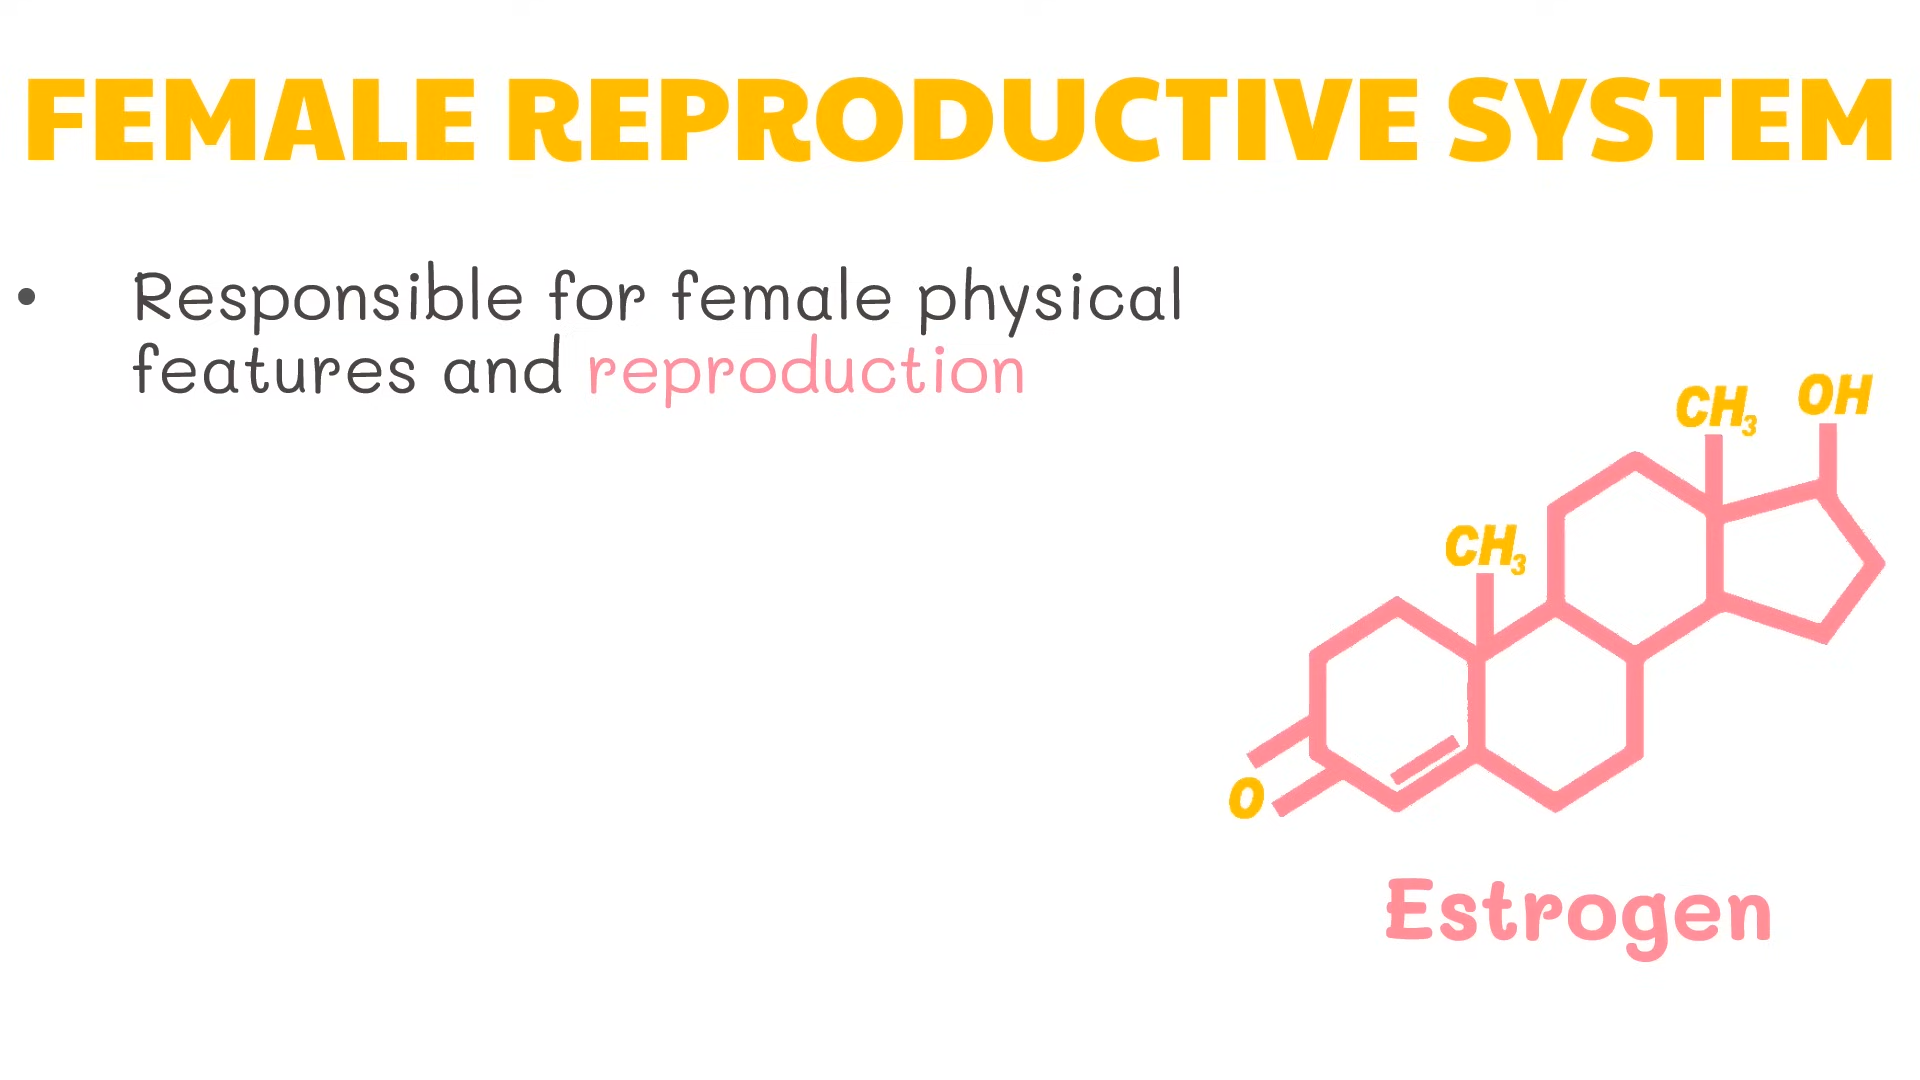 FEMALE REPRODUCTIVE SYSTEM
• Responsible for female physical
features and reproduction
CH₃ OH
CH₃
O
Estrogen